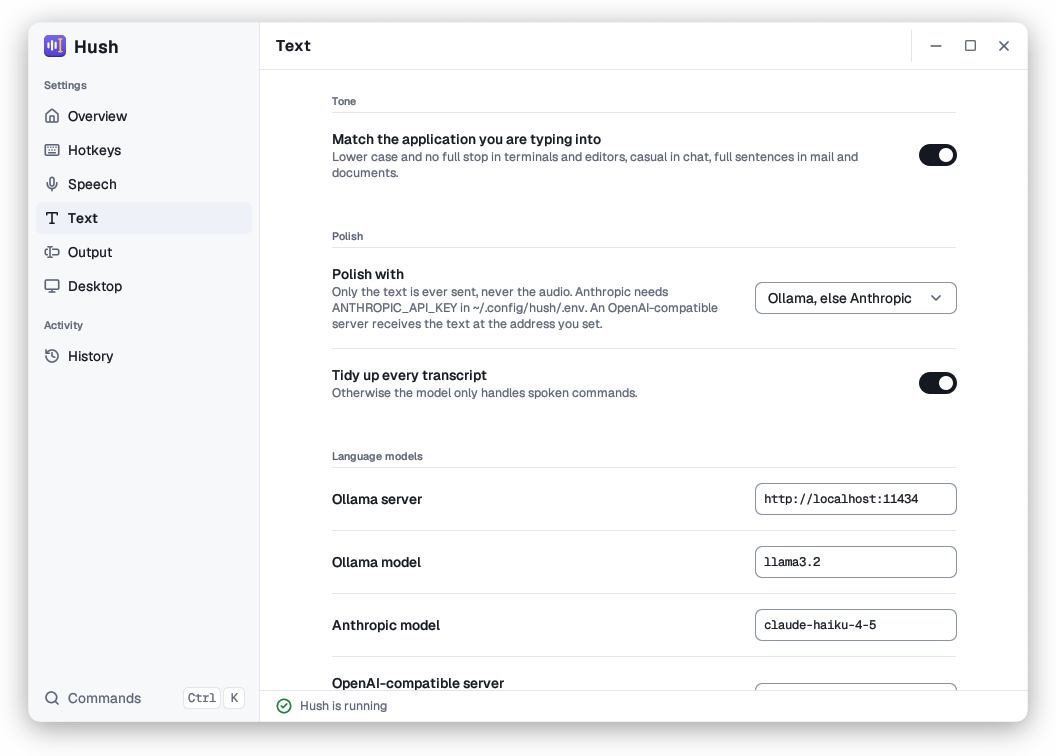 Hush
Text
Settings
Overview
Hotkeys
Speech
Text
Output
Desktop
Activity
History
Commands
Ctrl K
Tone
Match the application you are typing into
Lower case and no full stop in terminals and editors, casual in chat, full sentences in mail and
documents.
Polish
Polish with
Only the text is ever sent, never the audio. Anthropic needs
ANTHROPIC_API_KEY in ~/.config/hush/.env. An OpenAI-compatible
server receives the text at the address you set.
Ollama, else Anthropic
Tidy up every transcript
Otherwise the model only handles spoken commands.
Language models
Ollama server
http://localhost:11434
Ollama model
llama3.2
Anthropic model
claude-haiku-4-5
OpenAI-compatible server
Hush is running